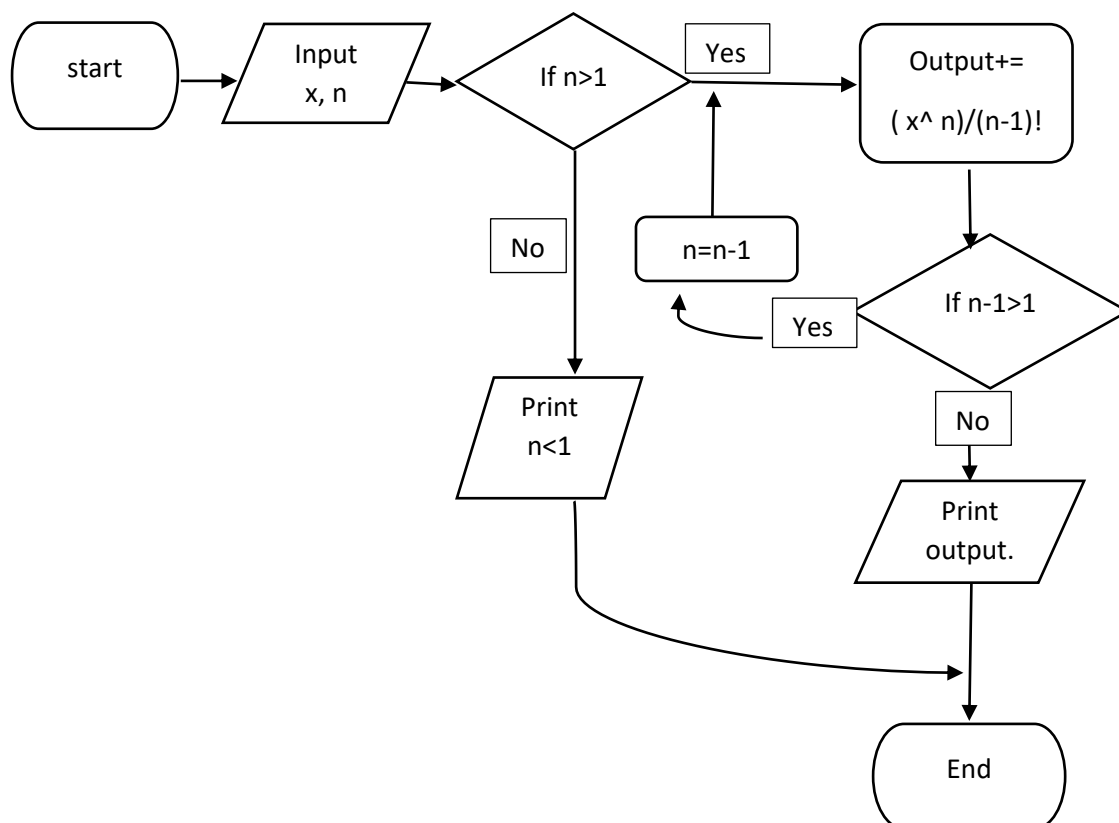 start
Input
x, n
If n>1
Yes
Output+=
( x^ n)/(n-1)!
No
n=n-1
If n-1>1
Yes
Print
n<1
No
Print
output.
End